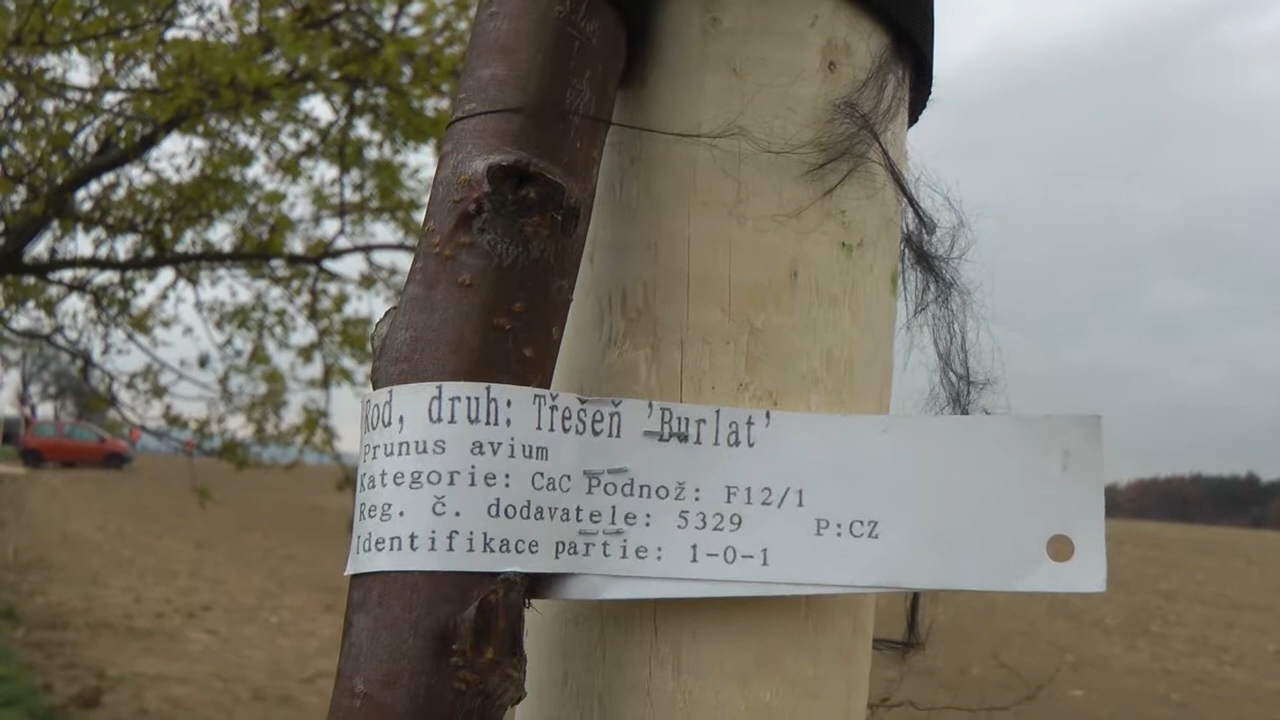 Rod, druh: Třešeň 'Burlat'
Prunus avium
Kategorie: CaC Podnož: F12/1
Reg. č. dodavatele: 5329 P:CZ
Identifikace partie: 1-0-1